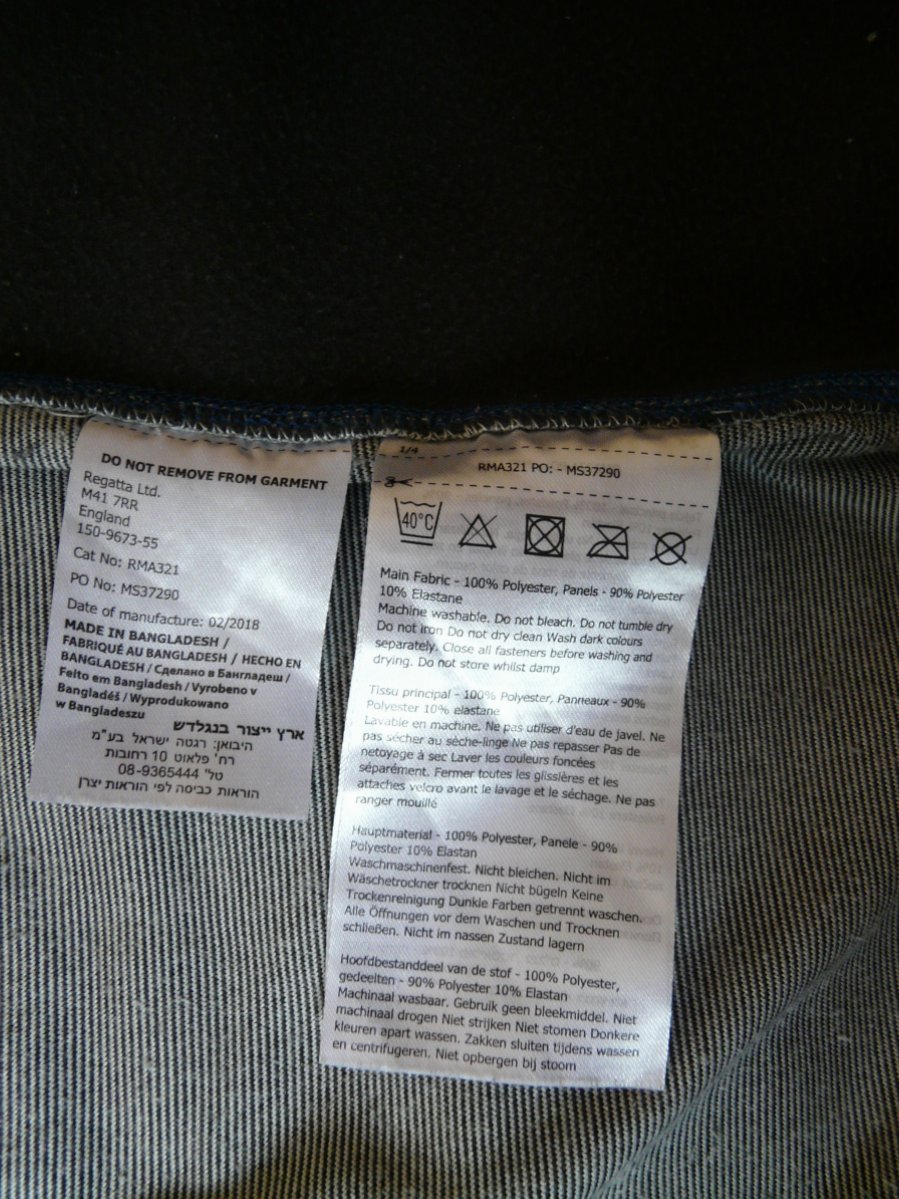 DO NOT REMOVE FROM GARMENT
Regatta Ltd.
M41 7RR
England
150-9673-55
Cat No: RMA321
PO No: MS37290
Date of manufacture: 02/2018
MADE IN BANGLADESH /
FABRIQUÉ AU BANGLADESH / HECHO EN
BANGLADESH / Сделано в Бангладеш /
Feito em Bangladesh / Vyrobeno v
Bangladéš / Wyprodukowano
w Bangladeszu
ארץ ייצור בנגלדש
היבואן: רגטה ישראל בע"מ
רח' פלאוט 10 רחובות
טל" 08-9365444
הוראות כביסה לפי הוראות יצרן
1/4
RMA321 PO: - MS37290
40°C
Main Fabric - 100% Polyester, Panels - 90% Polyester
10% Elastane
Machine washable. Do not bleach. Do not tumble dry
Do not iron Do not dry clean Wash dark colours
separately. Close all fasteners before washing and
drying. Do not store whilst damp
Tissu principal - 100% Polyester, Panneaux - 90%
Polyester 10% elastane
Lavable en machine. Ne pas utiliser d'eau de javel. Ne
pas sécher au sèche-linge Ne pas repasser Pas de
netoyage à sec Laver les couleurs foncées
séparément. Fermer toutes les glissières et les
attaches velcro avant le lavage et le séchage. Ne pas
ranger mouillé
Hauptmaterial - 100% Polyester, Panele - 90%
Polyester 10% Elastan
Waschmaschinenfest. Nicht bleichen. Nicht im
Wäschetrockner trocknen Nicht bügeln Keine
Trockenreinigung Dunkle Farben getrennt waschen.
Alle Öffnungen vor dem Waschen und Trocknen
schließen. Nicht im nassen Zustand lagern
Hoofdbestanddeel van de stof - 100% Polyester,
gedeelten - 90% Polyester 10% Elastan
Machinaal wasbaar. Gebruik geen bleekmiddel. Niet
machinaal drogen Niet strijken Niet stomen Donkere
kleuren apart wassen. Zakken sluiten tijdens wassen
en centrifugeren. Niet opbergen bij stoom